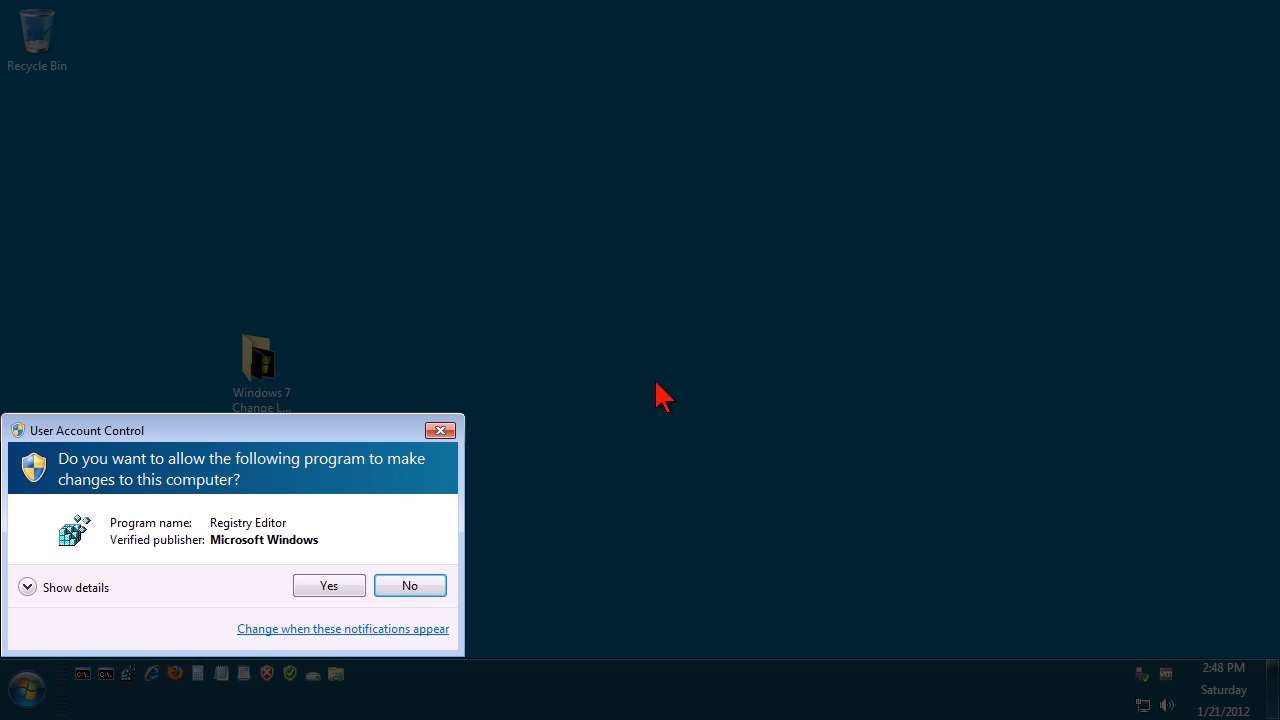 Recycle Bin
Windows 7
Change L...
User Account Control
Do you want to allow the following program to make
changes to this computer?
Program name: Registry Editor
Verified publisher: Microsoft Windows
Show details
Yes
No
Change when these notifications appear
C:\.
C:\.
vm
2:48 PM
Saturday
1/21/2012